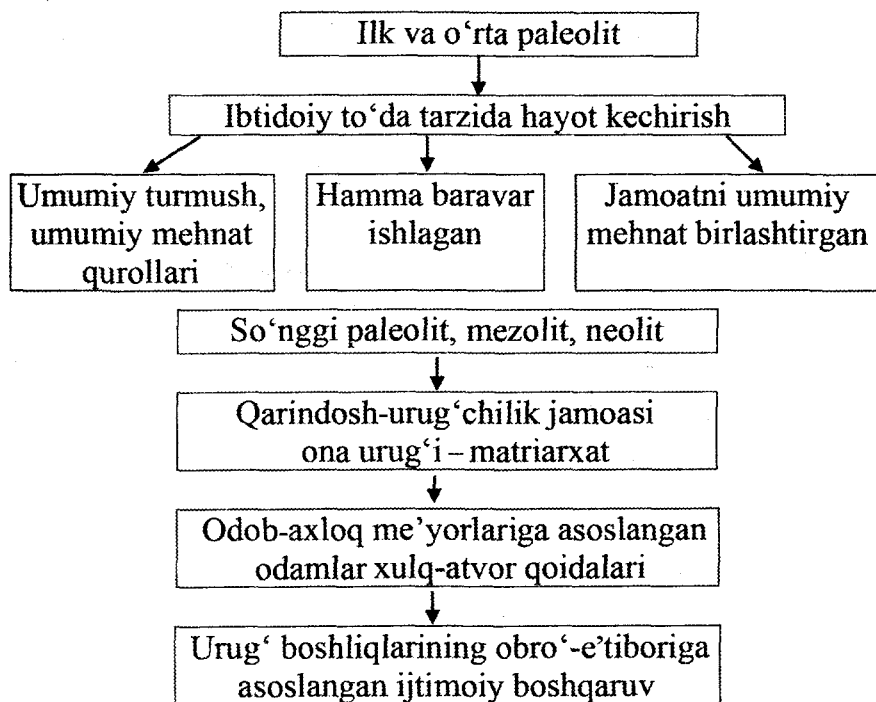 Ilk va o‘rta paleolit
Ibtidoiy to‘da tarzida hayot kechirish
Umumiy turmush,
umumiy mehnat
qurollari
Hamma baravar
ishlagan
Jamoatni umumiy
mehnat birlashtirgan
So‘nggi paleolit, mezolit, neolit
Qarindosh-urug‘chilik jamoasi
ona urug‘i – matriarxat
Odob-axloq me’yorlariga asoslangan
odamlar xulq-atvor qoidalari
Urug‘ boshliqlarining obro‘-e’tiboriga
asoslangan ijtimoiy boshqaruv